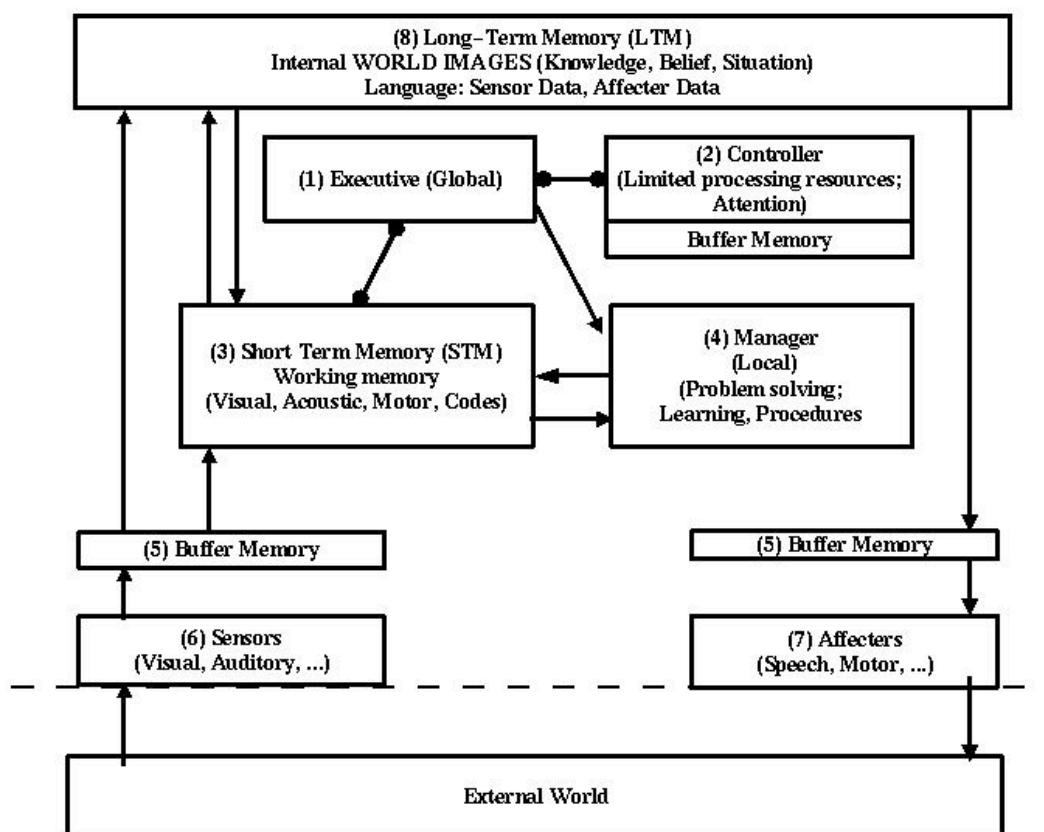 (8) Long-Term Memory (LTM)
Internal WORLD IMAGES (Knowledge, Belief, Situation)
Language: Sensor Data, Affecter Data
(1) Executive (Global)
(2) Controller
(Limited processing resources;
Attention)
Buffer Memory
(3) Short Term Memory (STM)
Working memory
(Visual, Acoustic, Motor, Codes)
(4) Manager
(Local)
(Problem solving;
Learning, Procedures
(5) Buffer Memory
(5) Buffer Memory
(6) Sensors
(Visual, Auditory, ...)
(7) Affecters
(Speech, Motor, ...)
External World